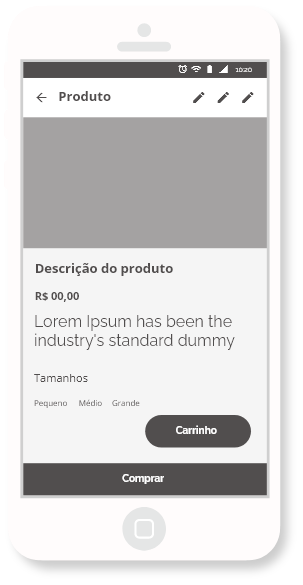 10:20
Produto
Descrição do produto
R$ 00,00
Lorem Ipsum has been the
industry's standard dummy
Tamanhos
Pequeno Médio Grande
Carrinho
Comprar